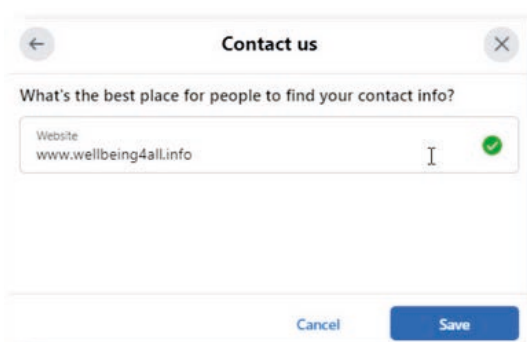 Contact us
What's the best place for people to find your contact info?
Website
www.wellbeing4all.info
Cancel Save